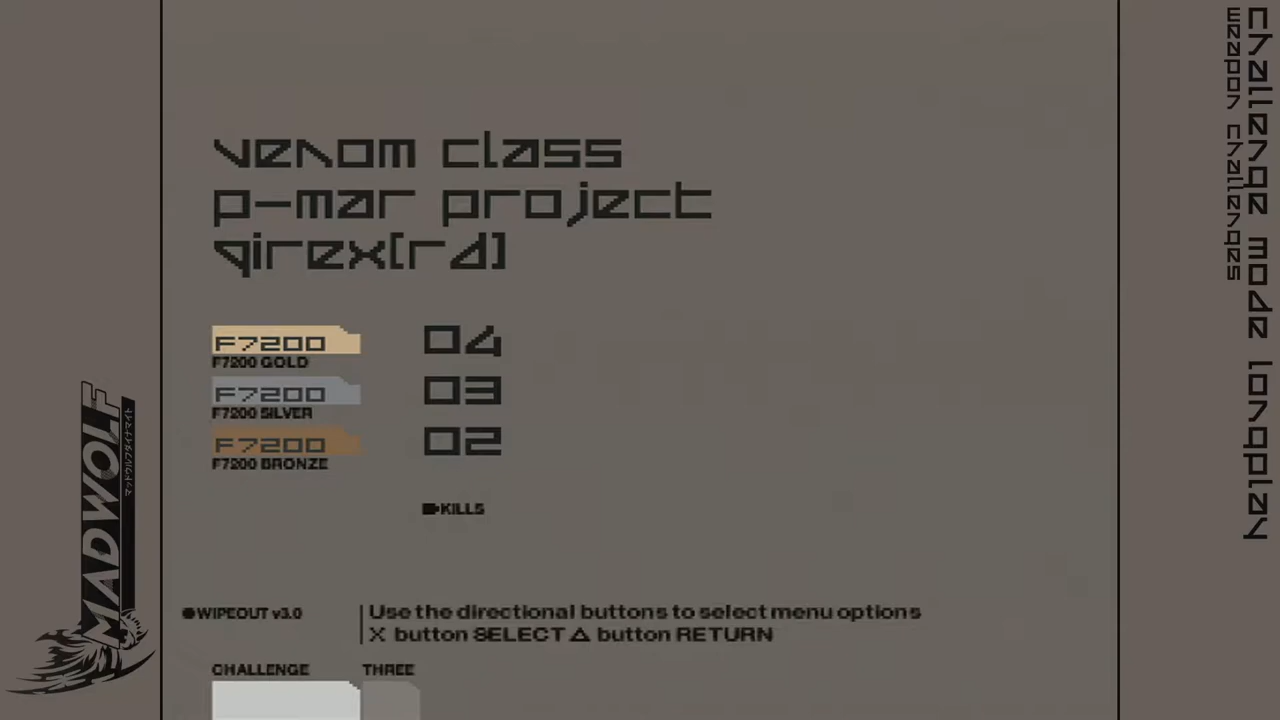 venom class
p-mar project
qirex[rd]
F7200
04
F7200 GOLD
F7200
03
F7200 SILVER
F7200
02
F7200 BRONZE
KILLS
WIPEOUT v3.0
Use the directional buttons to select menu options
X button SELECT △ button RETURN
CHALLENGE
THREE
MADWOLF
challenge mode longplay
weapon challenges